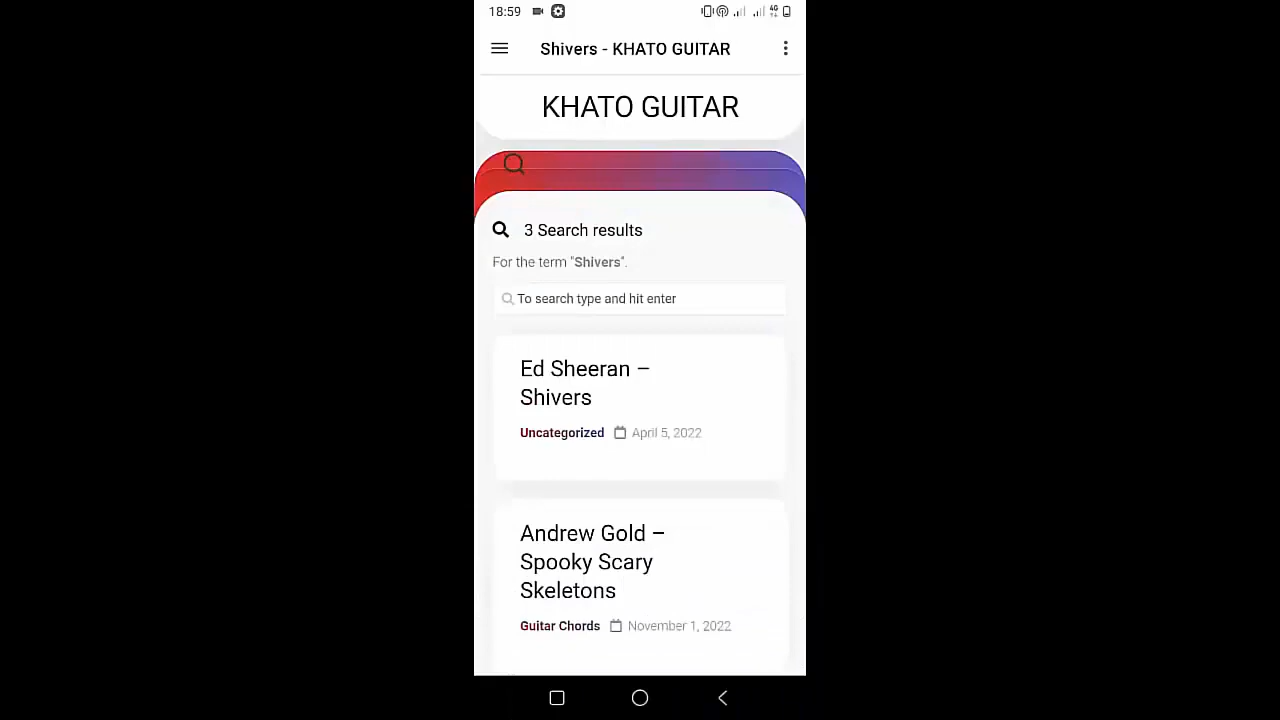 18:59 4G
Shivers - KHATO GUITAR
KHATO GUITAR
3 Search results
For the term "Shivers".
To search type and hit enter
Ed Sheeran –
Shivers
Uncategorized April 5, 2022
Andrew Gold –
Spooky Scary
Skeletons
Guitar Chords November 1, 2022